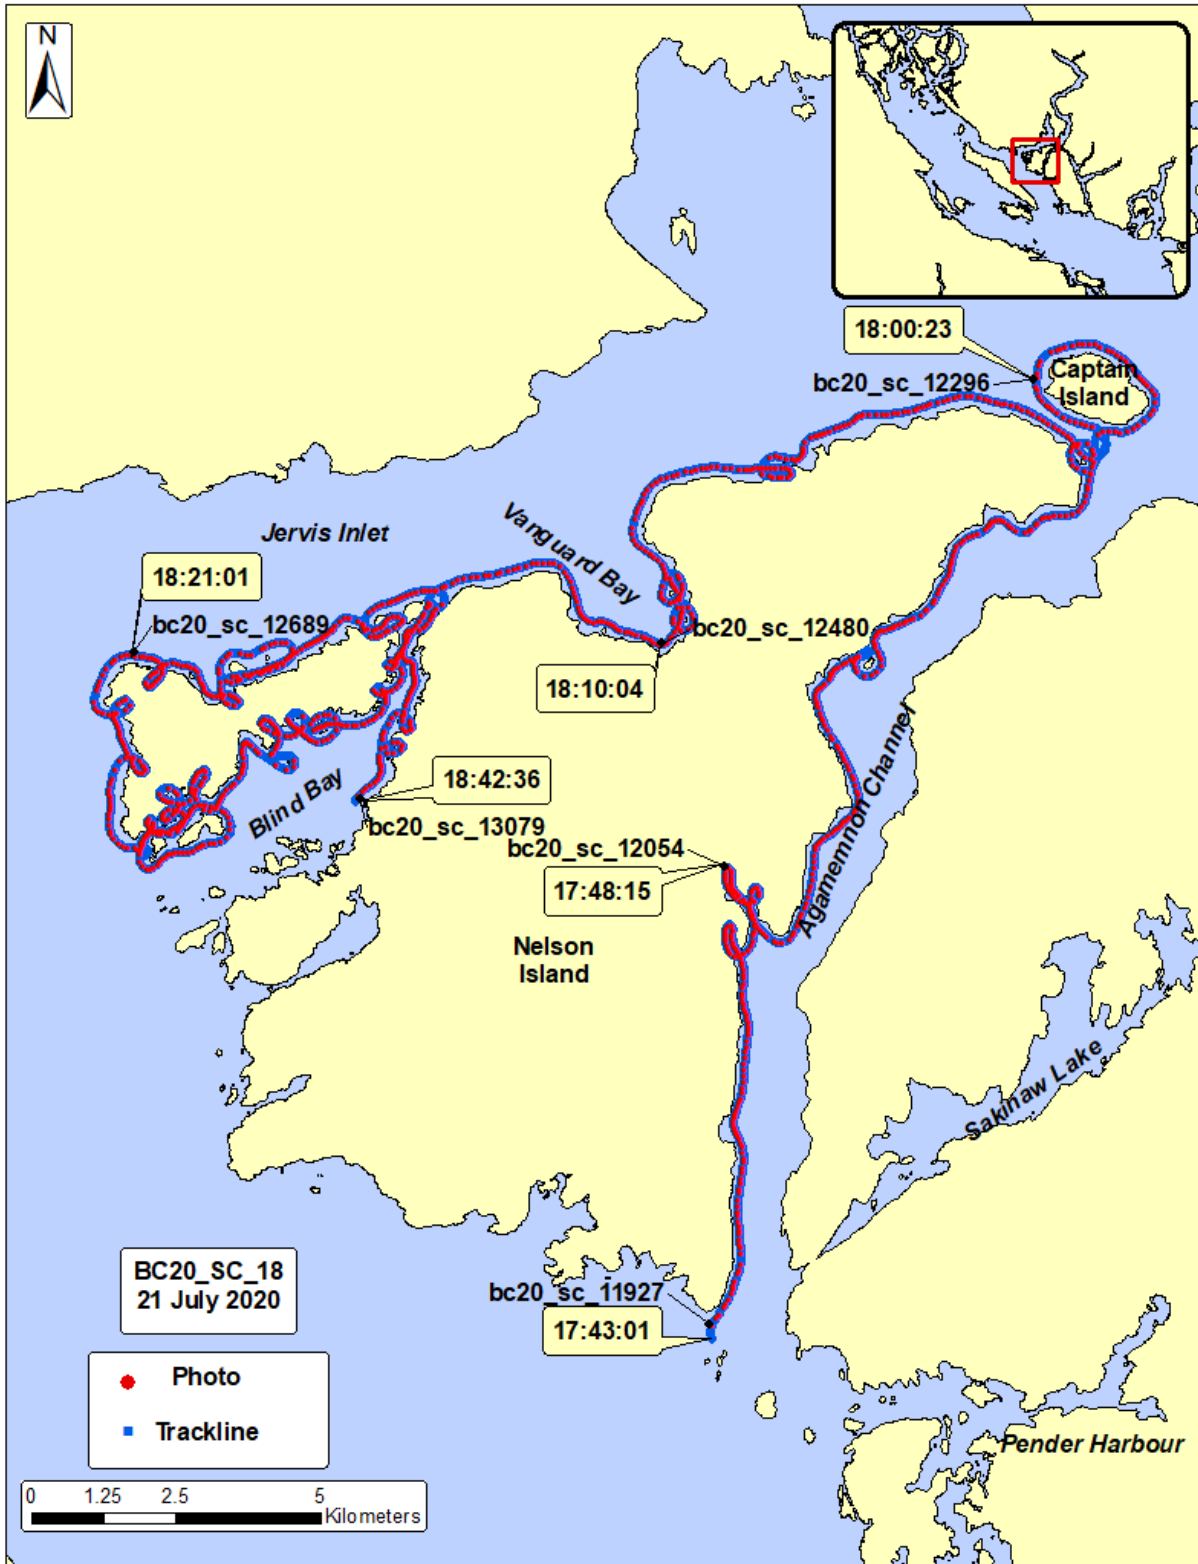 N
18:00:23
Captain
Island
bc20_sc_12296
Jervis Inlet
Vanguard Bay
18:21:01
bc20_sc_12689
bc20_sc_12480
18:10:04
Agamemnon Channel
18:42:36
Blind Bay
bc20_sc_13079
bc20_sc_12054
17:48:15
Nelson
Island
Sakinaw Lake
BC20_SC_18
21 July 2020
bc20_sc_11927
17:43:01
Photo
Trackline
Pender Harbour
0 1.25 2.5 5
Kilometers